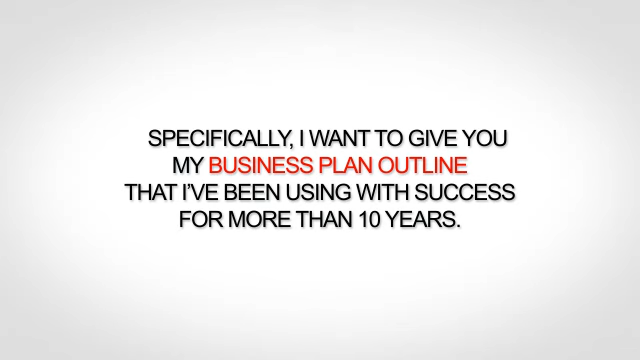 SPECIFICALLY, I WANT TO GIVE YOU
MY BUSINESS PLAN OUTLINE
THAT I'VE BEEN USING WITH SUCCESS
FOR MORE THAN 10 YEARS.